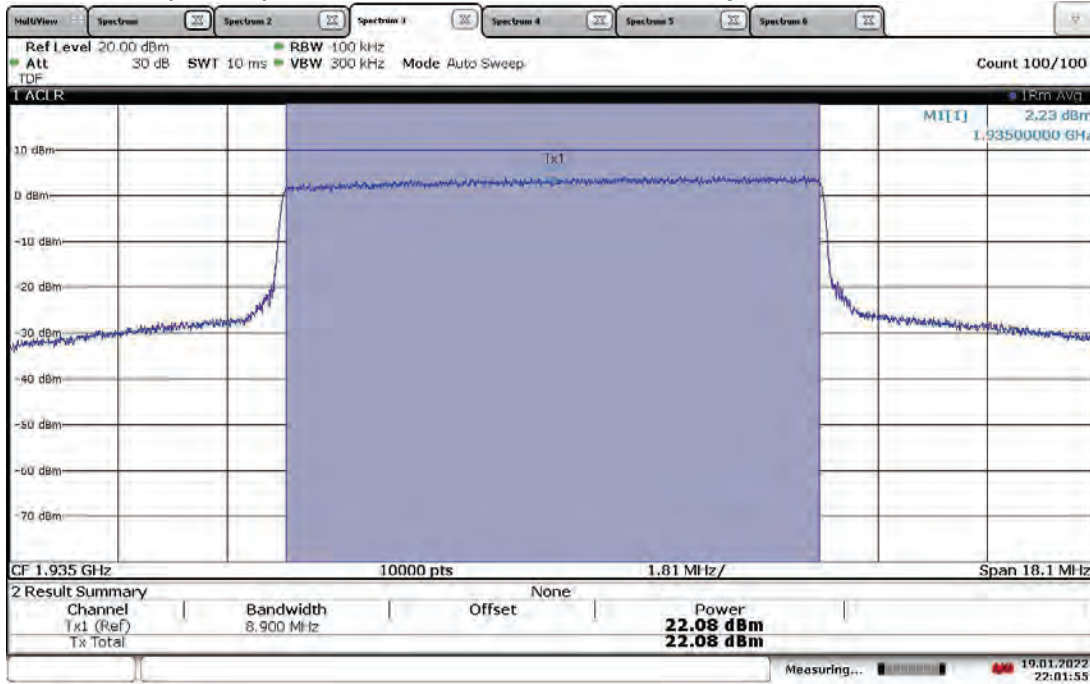 MultiView Spectrum Spectrum 2 Spectrum 3 Spectrum 4 Spectrum 5 Spectrum 6
Ref Level 20.00 dBm RBW 100 kHz
Att 30 dB SWT 10 ms VBW 300 kHz Mode Auto Sweep Count 100/100
TDF
1 ACLR 1Rm Avg
M1[1] 2.23 dBm
1.93500000 GHz
10 dBm
Tx1
0 dBm
-10 dBm
-20 dBm
-30 dBm
-40 dBm
-50 dBm
-60 dBm
-70 dBm
CF 1.935 GHz 10000 pts 1.81 MHz/ Span 18.1 MHz
2 Result Summary None
Channel Bandwidth Offset Power
Tx1 (Ref) 8.900 MHz 22.08 dBm
Tx Total 22.08 dBm
Measuring... 19.01.2022
22:01:53